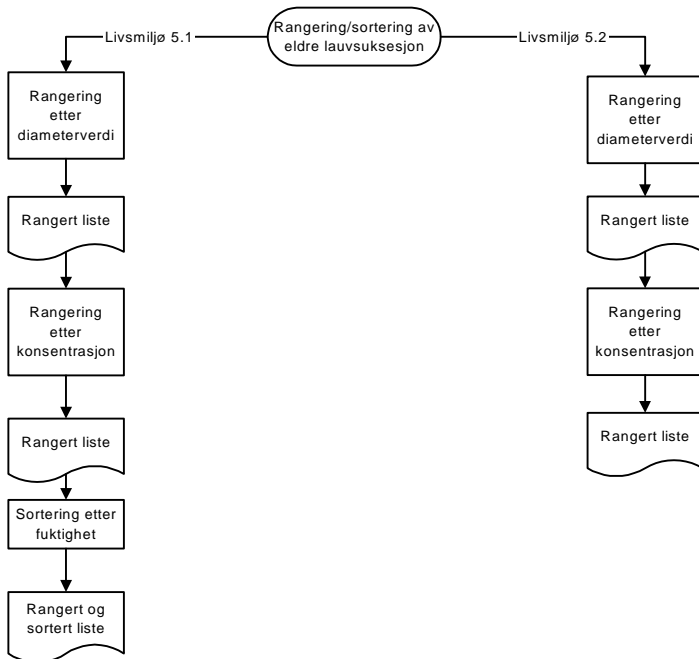 Rangering/sortering av
eldre lauvsuksesjon
Livsmiljø 5.1
Rangering
etter
diameterverdi
Rangert liste
Rangering
etter
konsentrasjon
Rangert liste
Sortering etter
fuktighet
Rangert og
sortert liste
Livsmiljø 5.2
Rangering
etter
diameterverdi
Rangert liste
Rangering
etter
konsentrasjon
Rangert liste